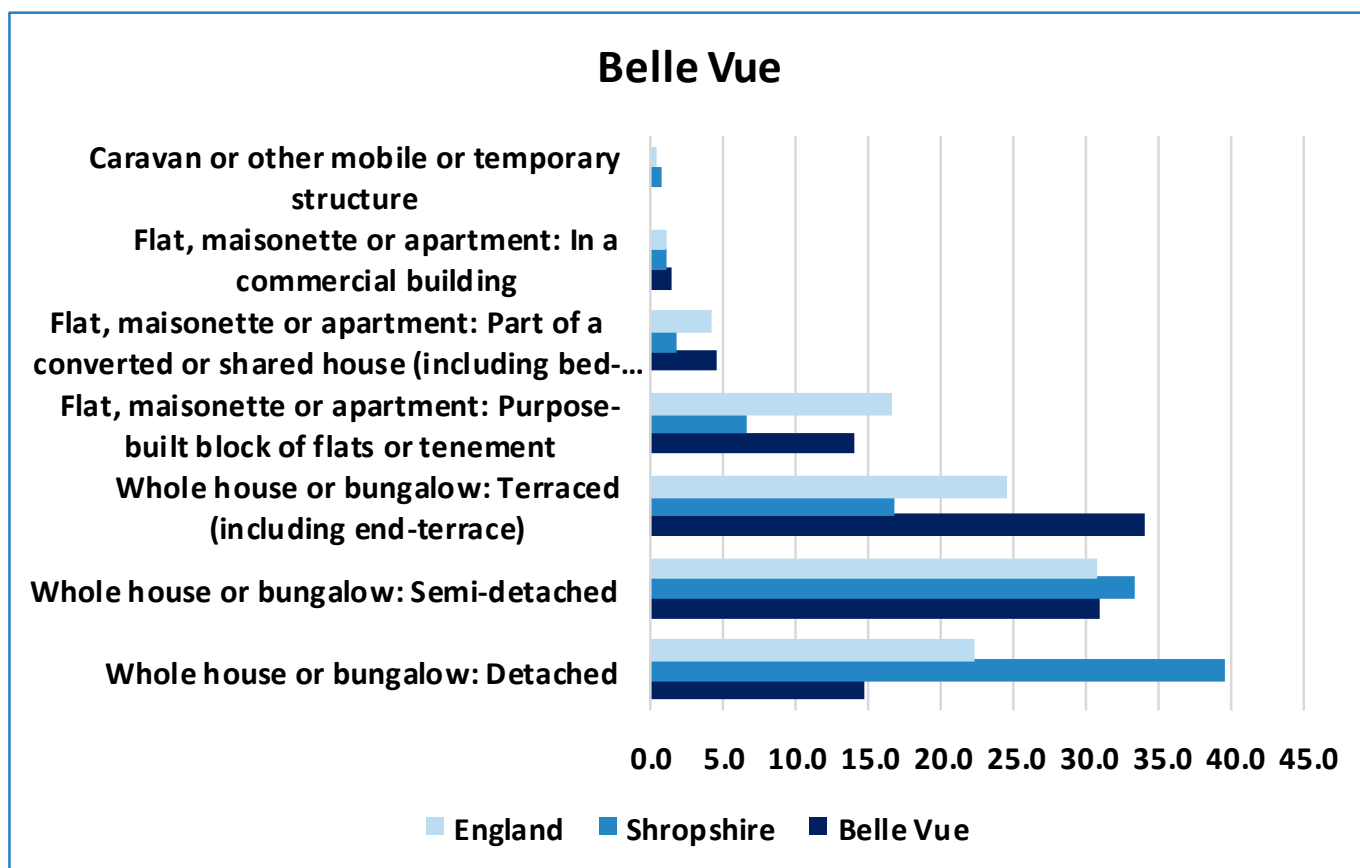 Belle Vue
Caravan or other mobile or temporary
structure
Flat, maisonette or apartment: In a
commercial building
Flat, maisonette or apartment: Part of a
converted or shared house (including bed-...
Flat, maisonette or apartment: Purpose-
built block of flats or tenement
Whole house or bungalow: Terraced
(including end-terrace)
Whole house or bungalow: Semi-detached
Whole house or bungalow: Detached
0.0 5.0 10.0 15.0 20.0 25.0 30.0 35.0 40.0 45.0
England Shropshire Belle Vue